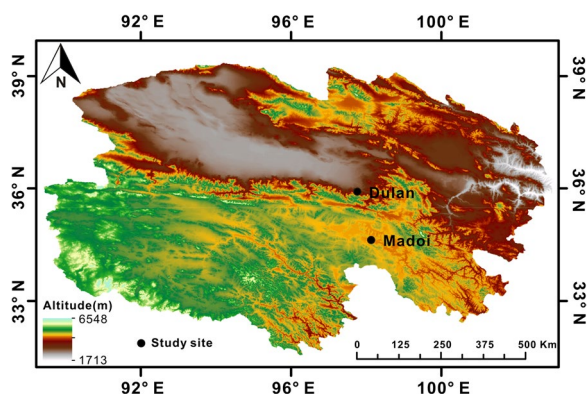 92° E 96° E 100° E
N
39° N 39° N
36° N 36° N
Dulan
Madoi
33° N 33° N
Altitude(m)
6548
1713
Study site
0 125 250 375 500 Km
92° E 96° E 100° E